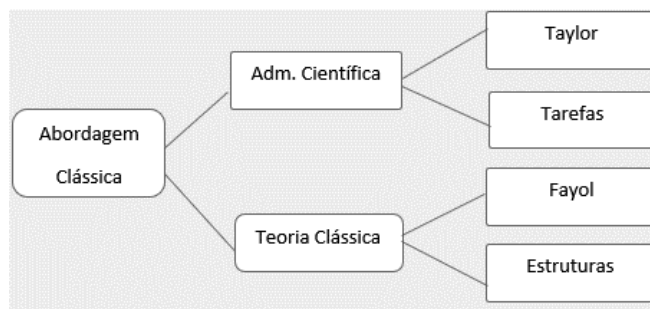 Abordagem
Clássica
Adm. Científica
Teoria Clássica
Taylor
Tarefas
Fayol
Estruturas